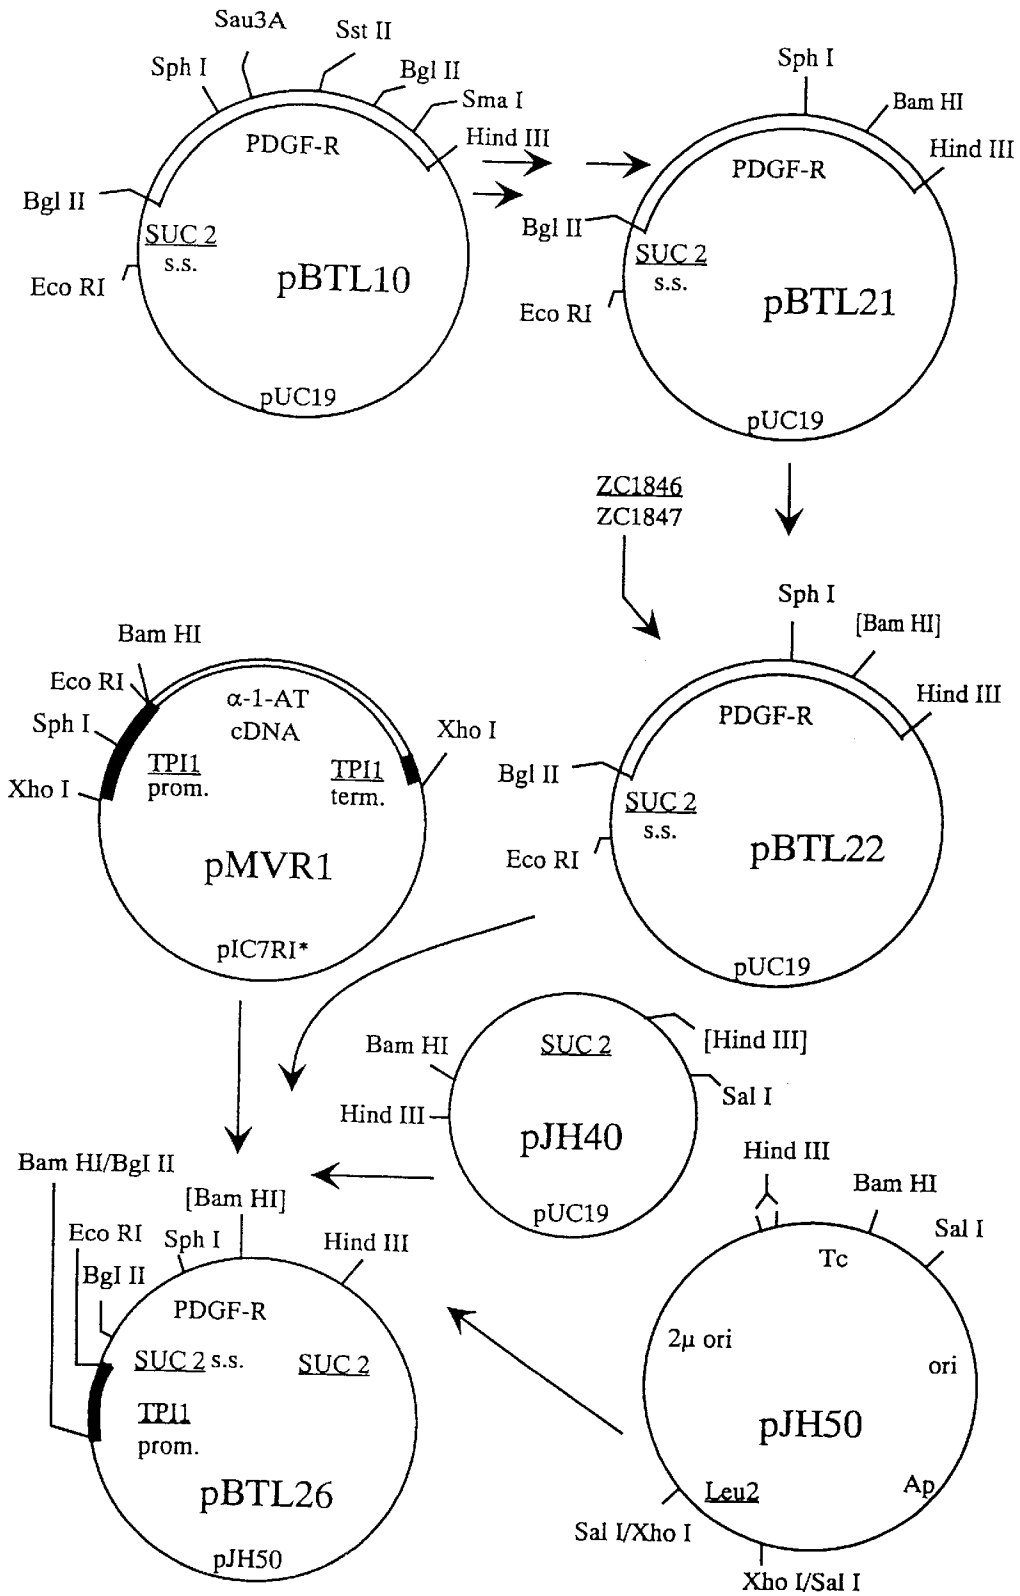 Sau3A
Sst II
Sph I
Bgl II
Sma I
Hind III
PDGF-R
Bgl II
SUC 2
s.s.
Eco RI
pBTL10
pUC19
Sph I
Bam HI
Hind III
PDGF-R
Bgl II
SUC 2
s.s.
Eco RI
pBTL21
pUC19
ZC1846
ZC1847
Sph I
[Bam HI]
Hind III
PDGF-R
Bgl II
SUC 2
s.s.
Eco RI
pBTL22
pUC19
Bam HI
Eco RI
Sph I
Xho I
α-1-AT
cDNA
TPI1
prom.
TPI1
term.
Xho I
pMVR1
pIC7RI*
SUC 2
[Hind III]
Bam HI
Sal I
Hind III
pJH40
pUC19
Bam HI/BgI II
[Bam HI]
Eco RI
Sph I
Hind III
BgI II
PDGF-R
SUC 2 s.s.
SUC 2
TPI1
prom.
pBTL26
pJH50
Hind III
Bam HI
Sal I
Tc
2µ ori
ori
pJH50
Leu2
Ap
Sal I/Xho I
Xho I/Sal I